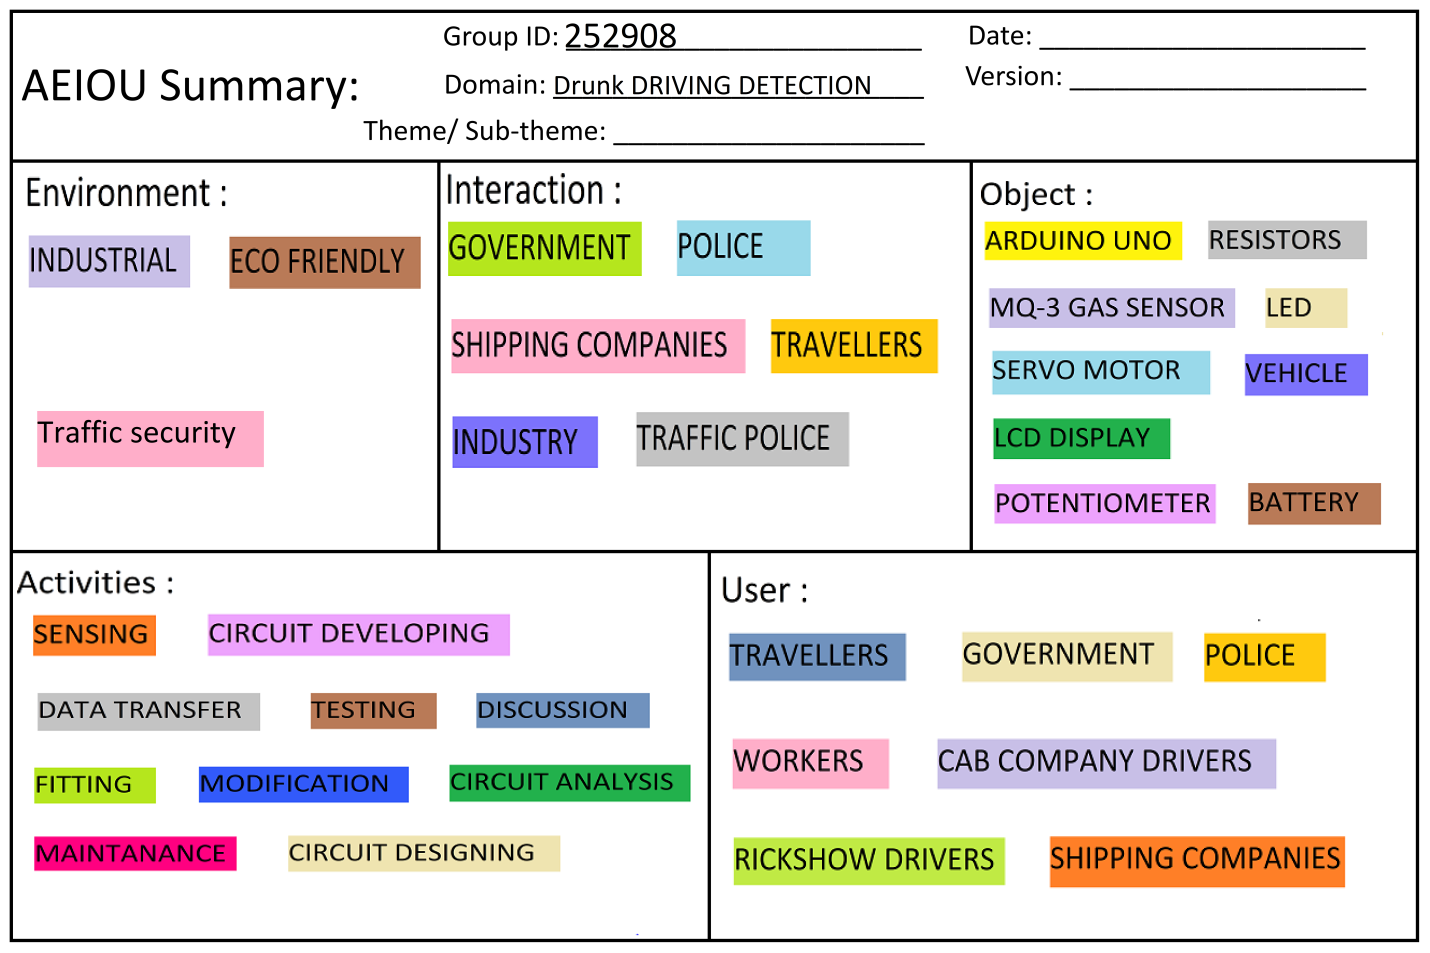 AEIOU Summary:
Group ID: 252908
Domain: Drunk DRIVING DETECTION
Theme/ Sub-theme:
Date:
Version:
Environment :
INDUSTRIAL ECO FRIENDLY
Traffic security
Interaction :
GOVERNMENT POLICE
SHIPPING COMPANIES TRAVELLERS
INDUSTRY TRAFFIC POLICE
Object :
ARDUINO UNO RESISTORS
MQ-3 GAS SENSOR LED
SERVO MOTOR VEHICLE
LCD DISPLAY
POTENTIOMETER BATTERY
Activities :
SENSING CIRCUIT DEVELOPING
DATA TRANSFER TESTING DISCUSSION
FITTING MODIFICATION CIRCUIT ANALYSIS
MAINTANANCE CIRCUIT DESIGNING
User :
TRAVELLERS GOVERNMENT POLICE
WORKERS CAB COMPANY DRIVERS
RICKSHOW DRIVERS SHIPPING COMPANIES